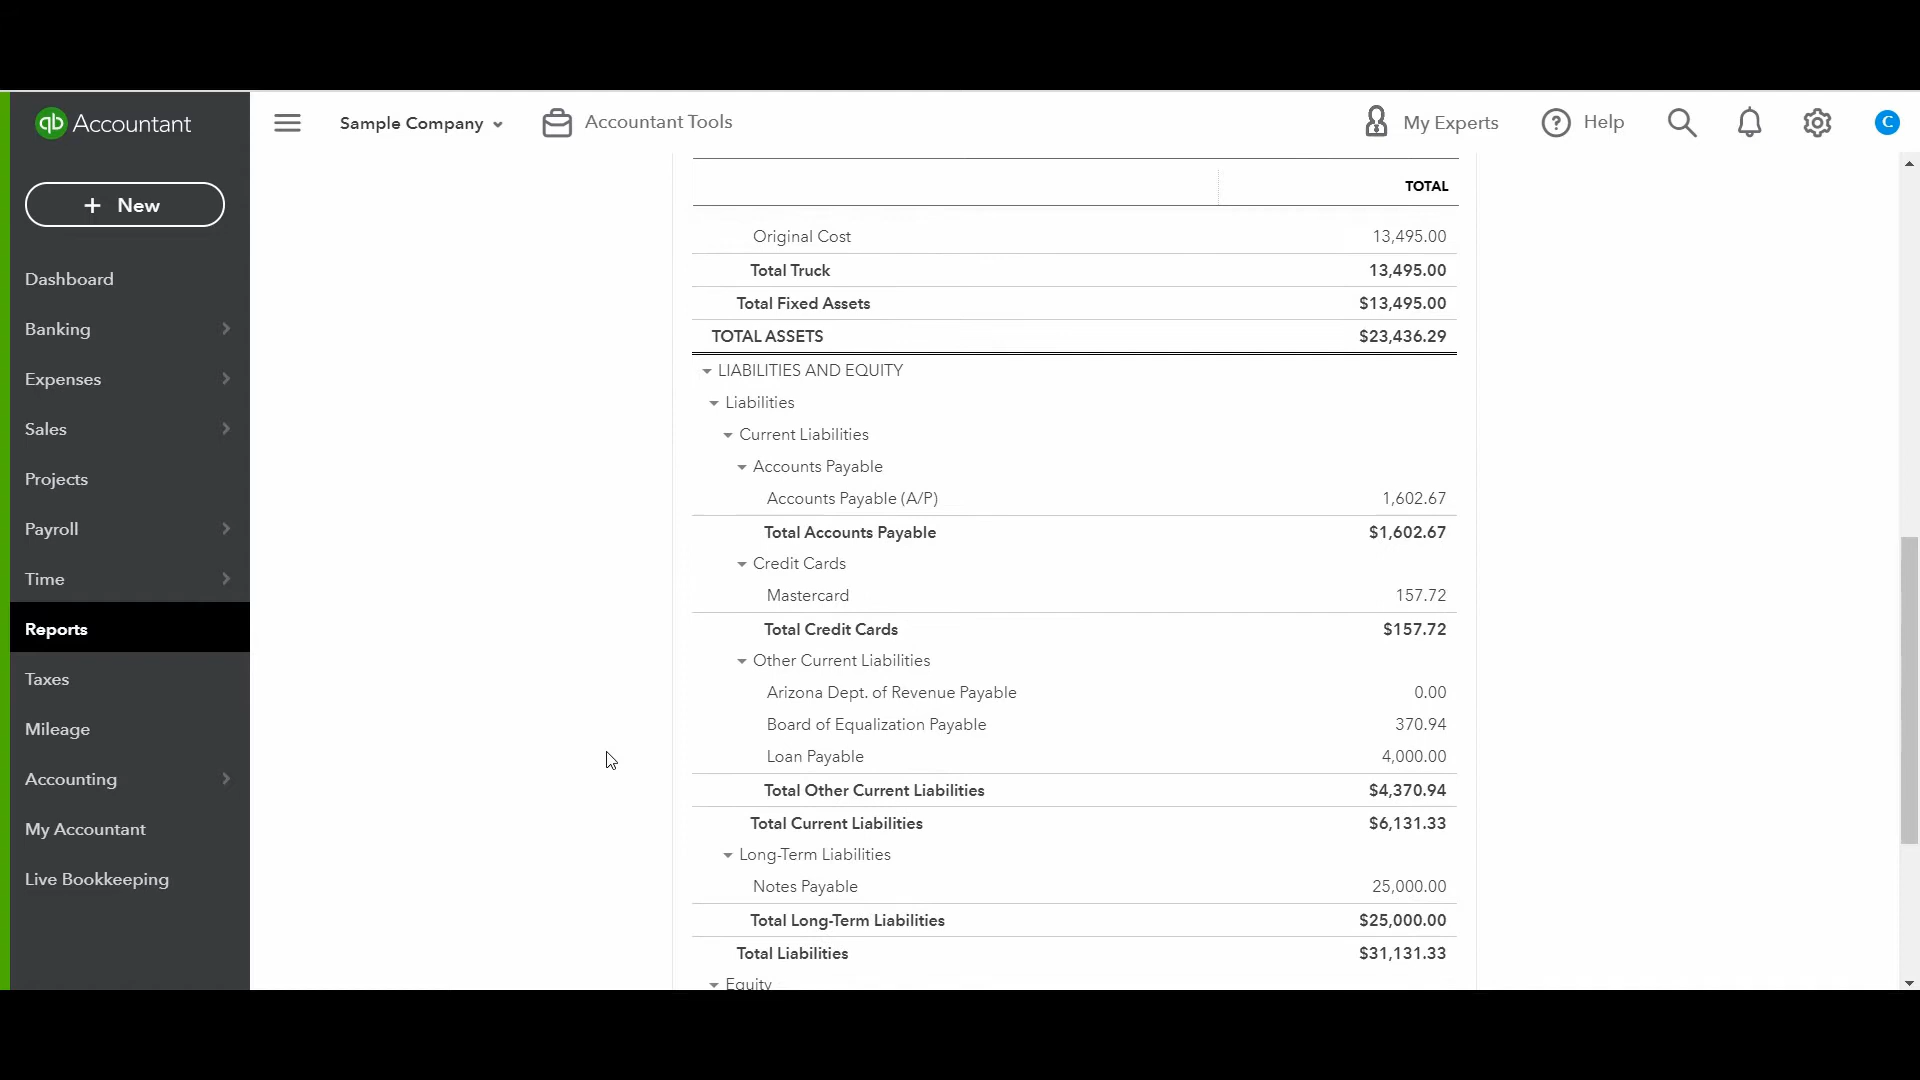 qb Accountant
Sample Company
Accountant Tools
My Experts
Help
C
+ New
Dashboard
Banking
Expenses
Sales
Projects
Payroll
Time
Reports
Taxes
Mileage
Accounting
My Accountant
Live Bookkeeping
TOTAL
Original Cost 13,495.00
Total Truck 13,495.00
Total Fixed Assets $13,495.00
TOTAL ASSETS $23,436.29
LIABILITIES AND EQUITY
Liabilities
Current Liabilities
Accounts Payable
Accounts Payable (A/P) 1,602.67
Total Accounts Payable $1,602.67
Credit Cards
Mastercard 157.72
Total Credit Cards $157.72
Other Current Liabilities
Arizona Dept. of Revenue Payable 0.00
Board of Equalization Payable 370.94
Loan Payable 4,000.00
Total Other Current Liabilities $4,370.94
Total Current Liabilities $6,131.33
Long-Term Liabilities
Notes Payable 25,000.00
Total Long-Term Liabilities $25,000.00
Total Liabilities $31,131.33
Equity